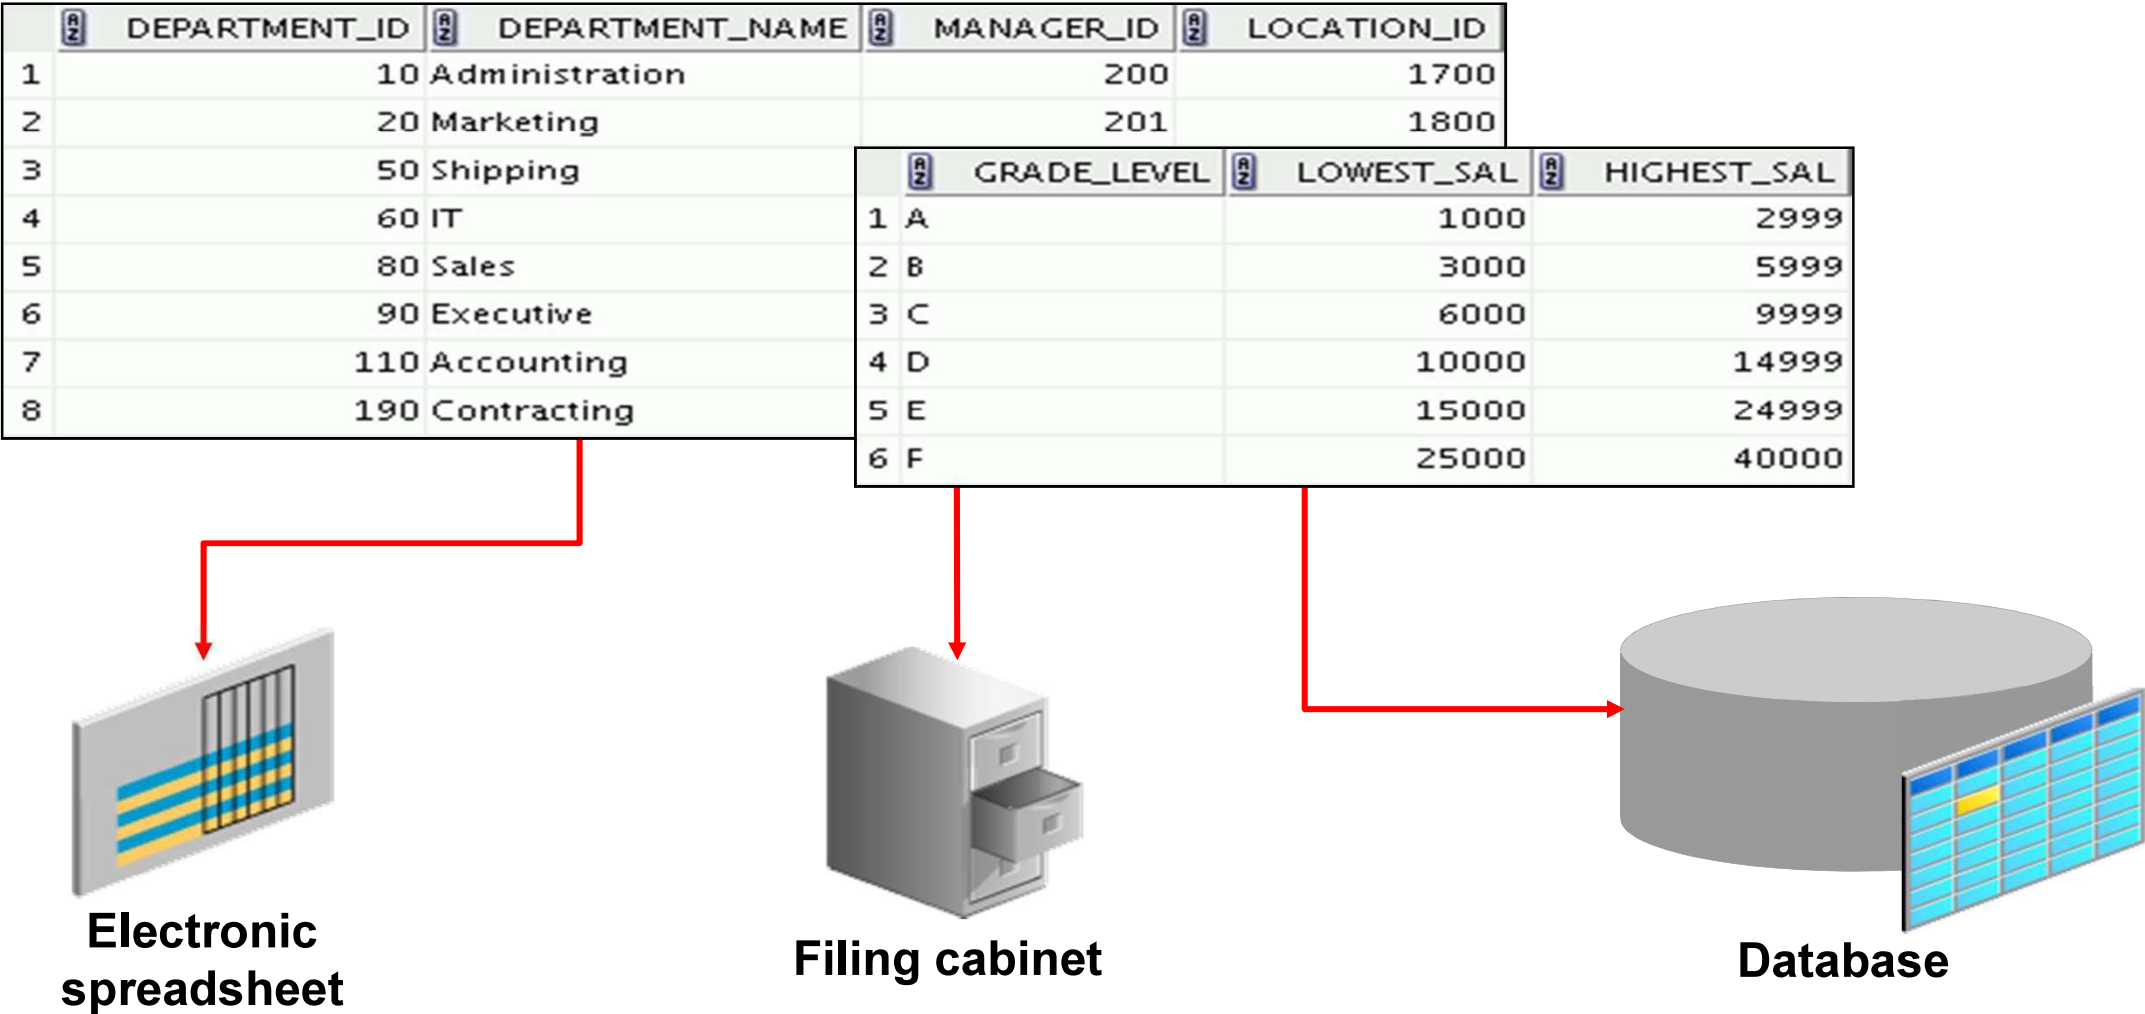 DEPARTMENT_ID DEPARTMENT_NAME MANAGER_ID LOCATION_ID
1 10 Administration 200 1700
2 20 Marketing 201 1800
3 50 Shipping
4 60 IT
5 80 Sales
6 90 Executive
7 110 Accounting
8 190 Contracting
GRADE_LEVEL LOWEST_SAL HIGHEST_SAL
1 A 1000 2999
2 B 3000 5999
3 C 6000 9999
4 D 10000 14999
5 E 15000 24999
6 F 25000 40000
Electronic
spreadsheet
Filing cabinet
Database